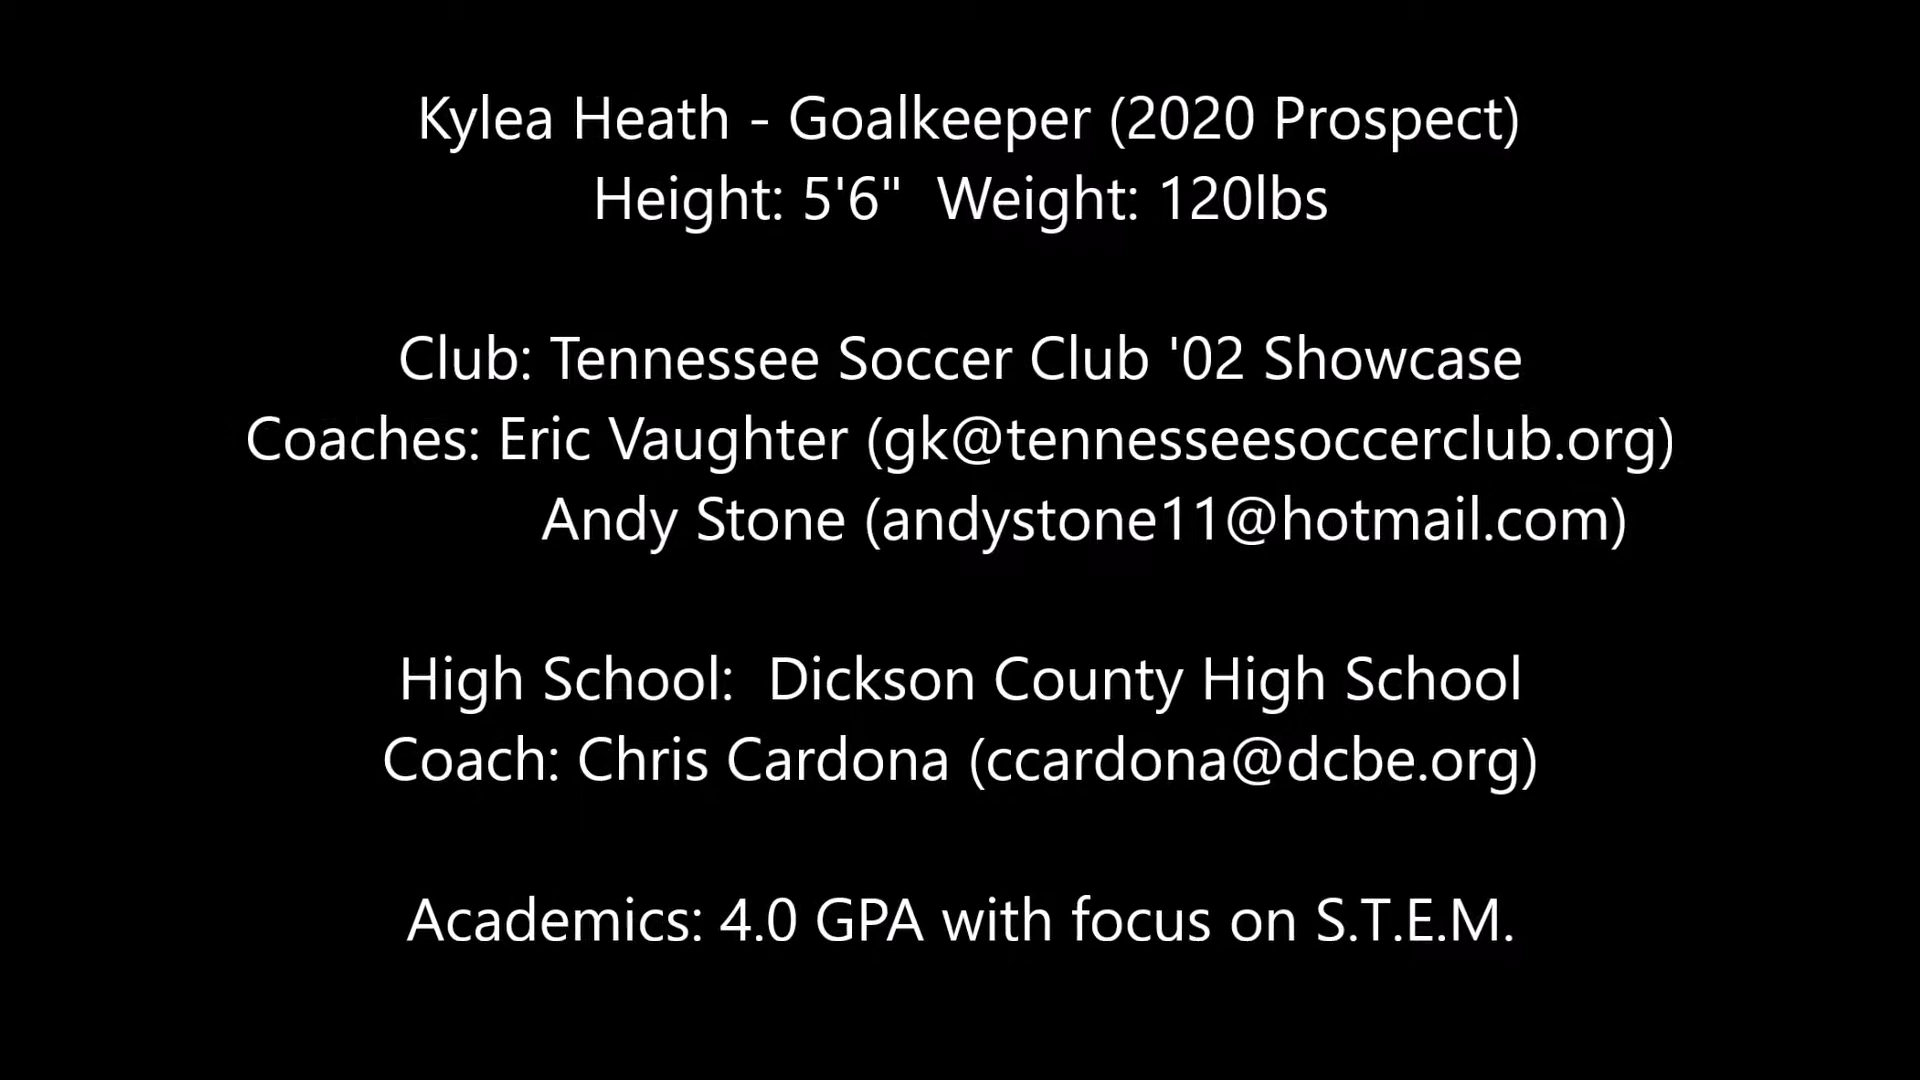 Kylea Heath - Goalkeeper (2020 Prospect)
Height: 5'6"  Weight: 120lbs
Club: Tennessee Soccer Club '02 Showcase
Coaches: Eric Vaughter (gk@tennesseesoccerclub.org)
Andy Stone (andystone11@hotmail.com)
High School:  Dickson County High School
Coach: Chris Cardona (ccardona@dcbe.org)
Academics: 4.0 GPA with focus on S.T.E.M.